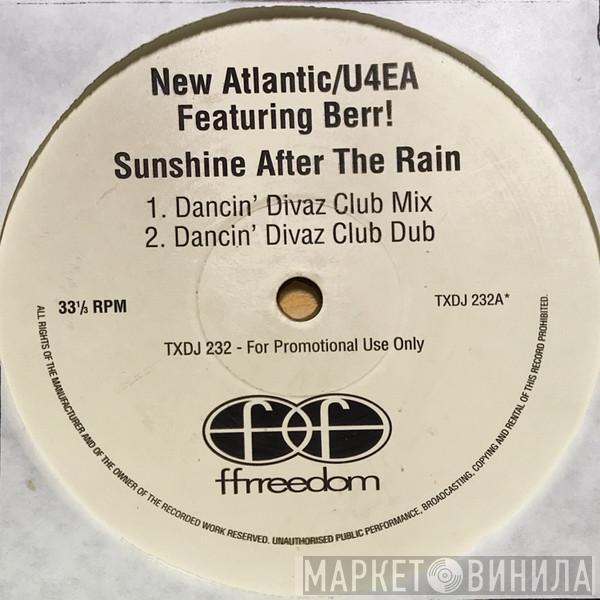 New Atlantic/U4EA
Featuring Berr!
Sunshine After The Rain
1. Dancin' Divaz Club Mix
2. Dancin' Divaz Club Dub
33⅓ RPM
TXDJ 232A*
TXDJ 232 - For Promotional Use Only
ffrreedom
ALL RIGHTS OF THE MANUFACTURER AND OF THE OWNER OF THE RECORDED WORK RESERVED. UNAUTHORISED PUBLIC PERFORMANCE, BROADCASTING, COPYING AND RENTAL OF THIS RECORD PROHIBITED.
МАРКЕТ ВИНИЛА